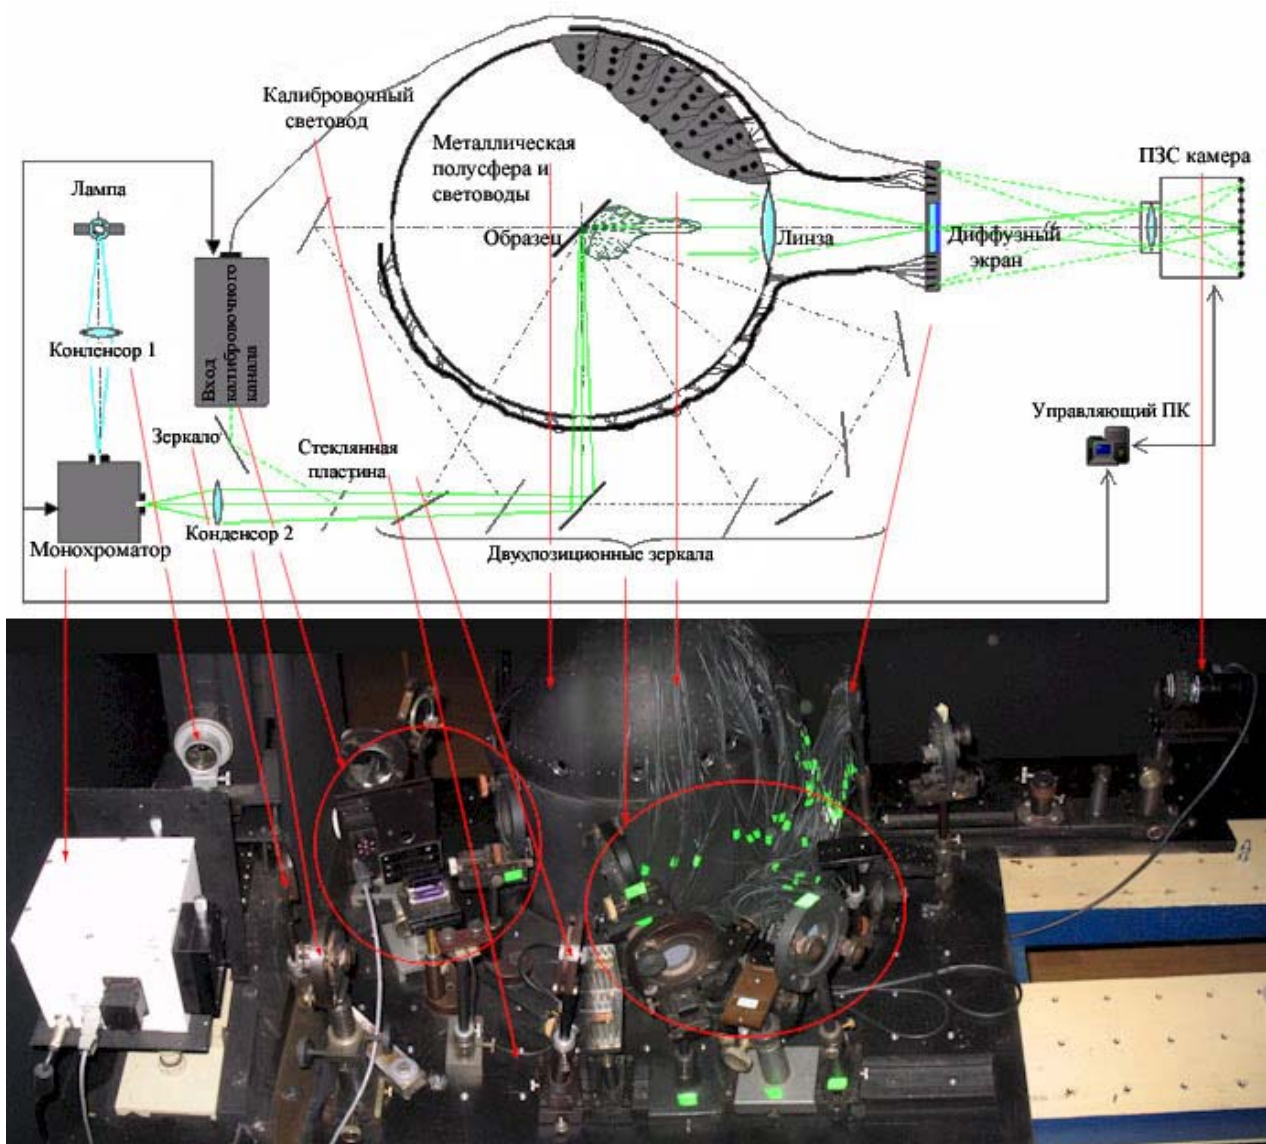 Калибровочный
световод
Металлическая
полусфера и
световоды
ПЗС камера
Лампа
Образец
Линза
Диффузный
экран
Конденсор 1
Вход
калибровочного
канала
Управляющий ПК
Зеркало
Стеклянная
пластина
Конденсор 2
Монохроматор
Двухпозиционные зеркала